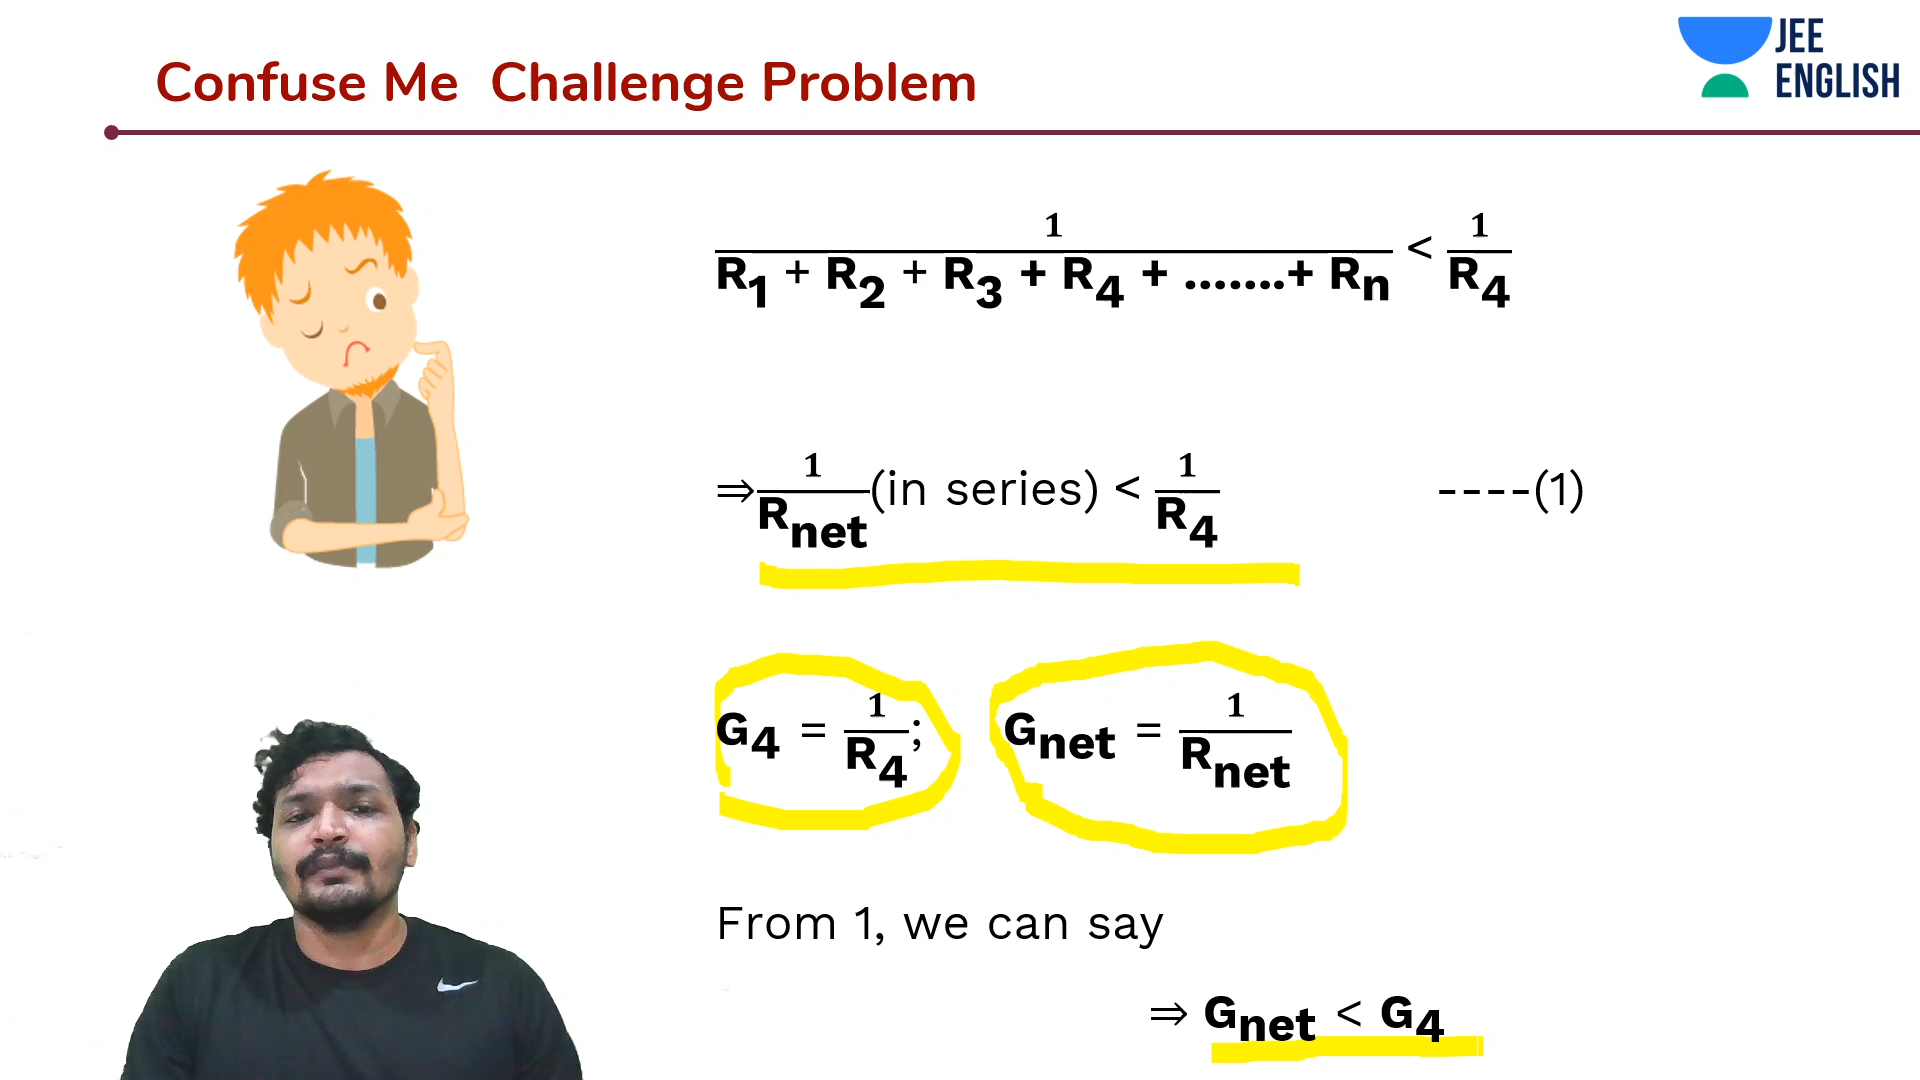 JEE
ENGLISH
Confuse Me Challenge Problem
1/(R1 + R2 + R3 + R4 + .......+ Rn) < 1/R4
⇒ 1/Rnet (in series) < 1/R4 ----(1)
G4 = 1/R4; Gnet = 1/Rnet
From 1, we can say
⇒ Gnet < G4